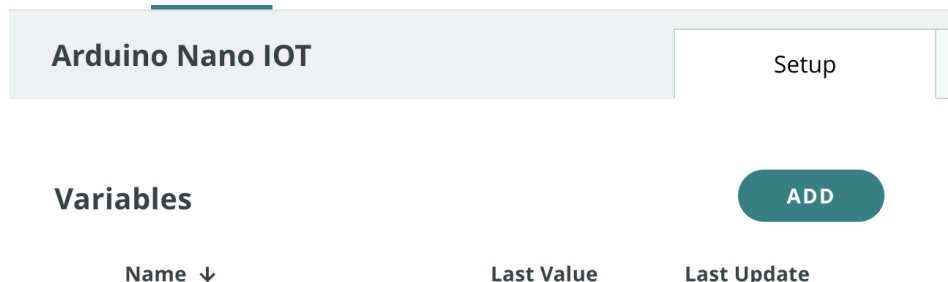 Arduino Nano IOT
Setup
Variables
ADD
Name ↓ Last Value Last Update